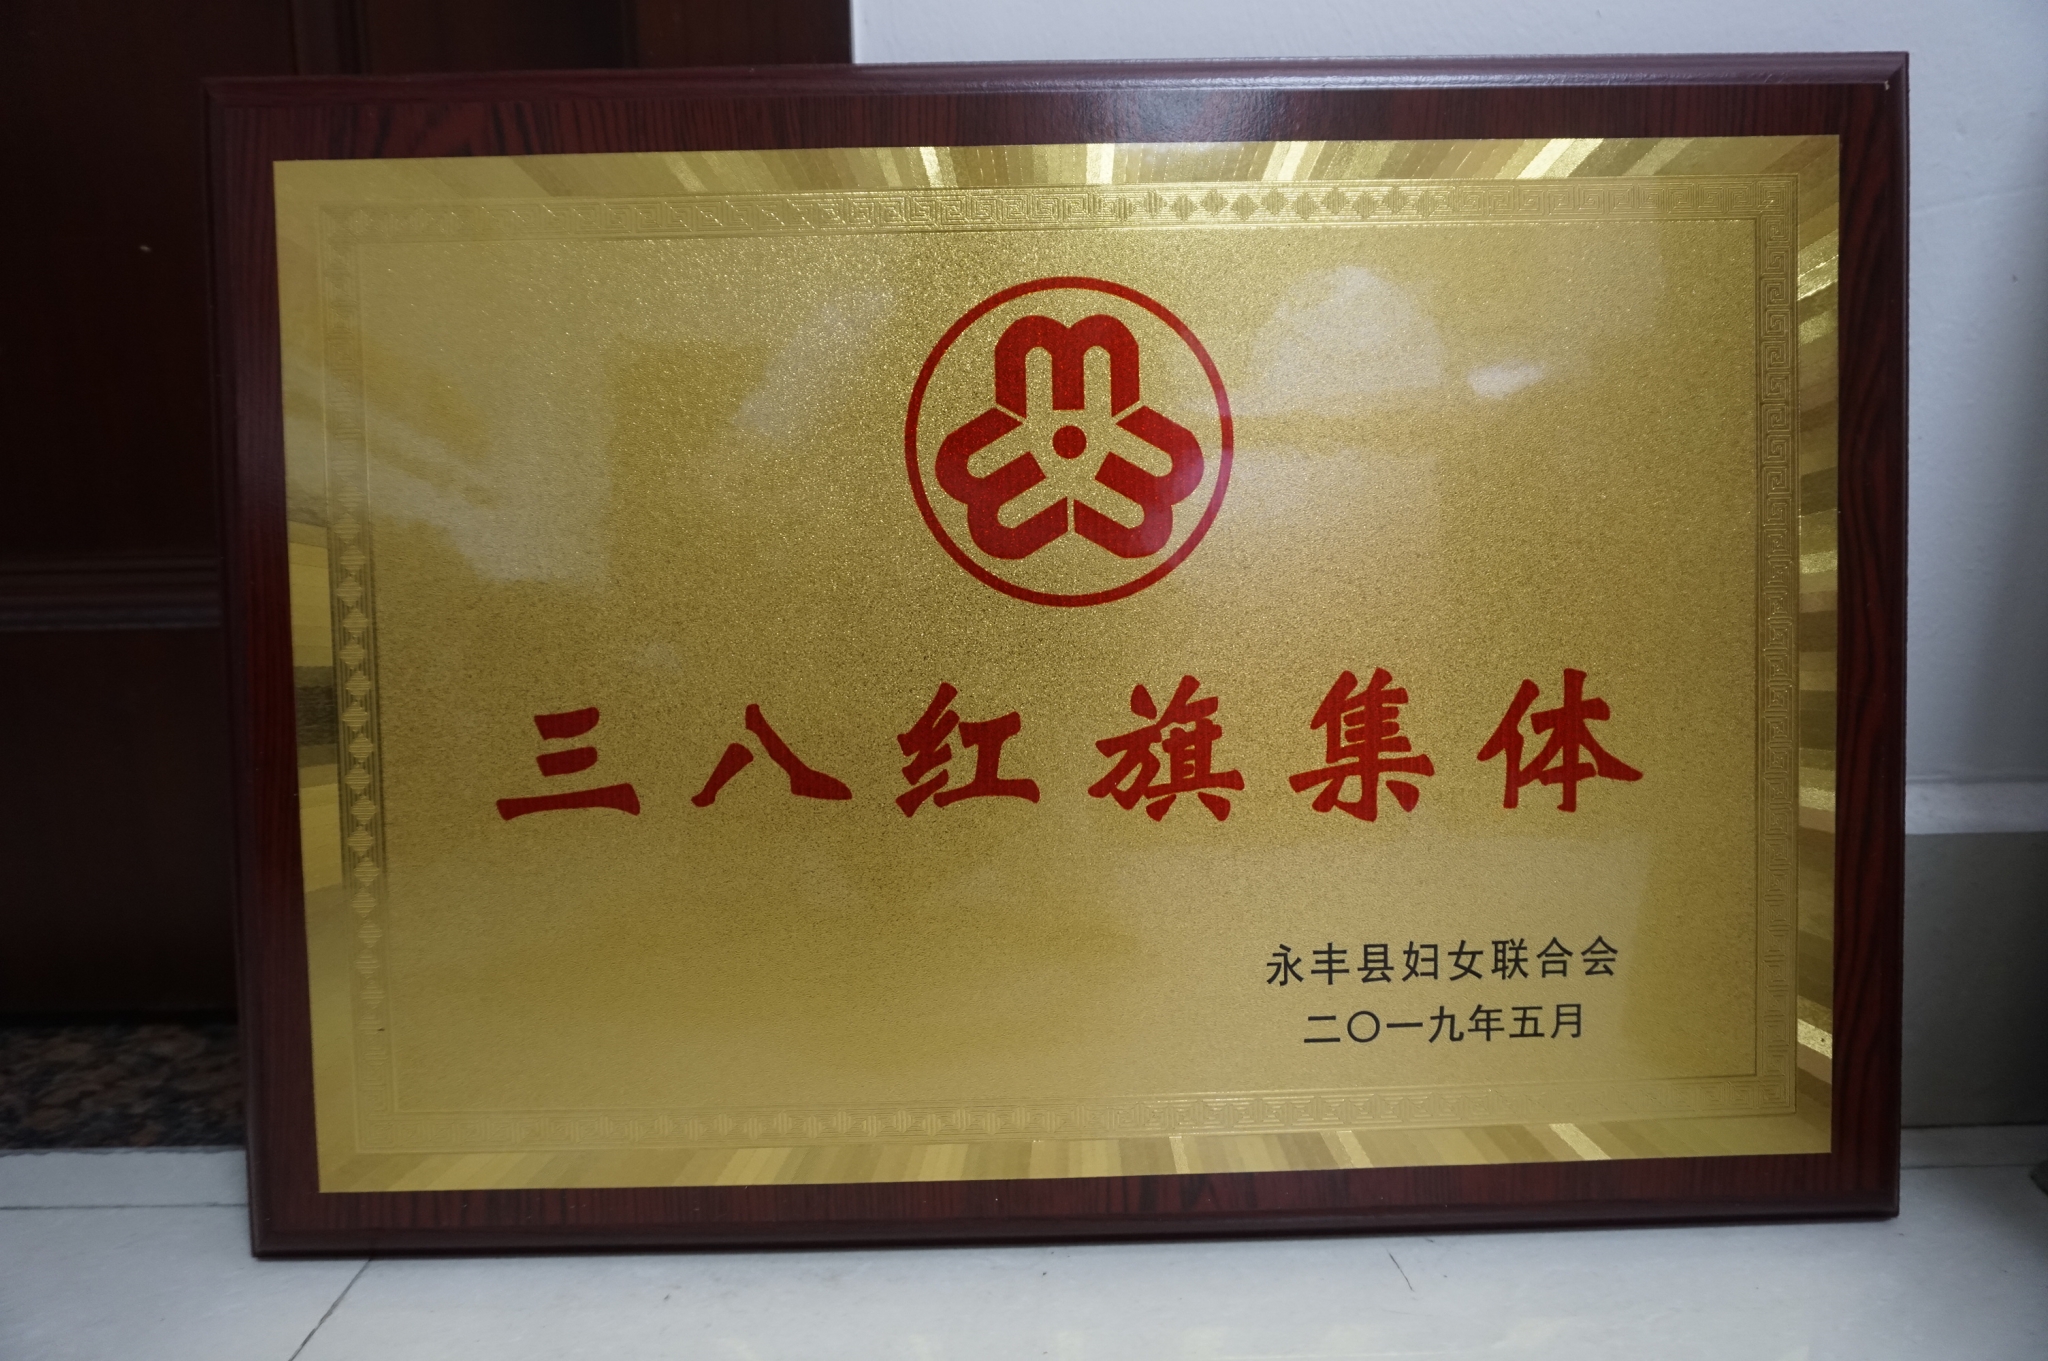 三八红旗集体
永丰县妇女联合会
二〇一九年五月